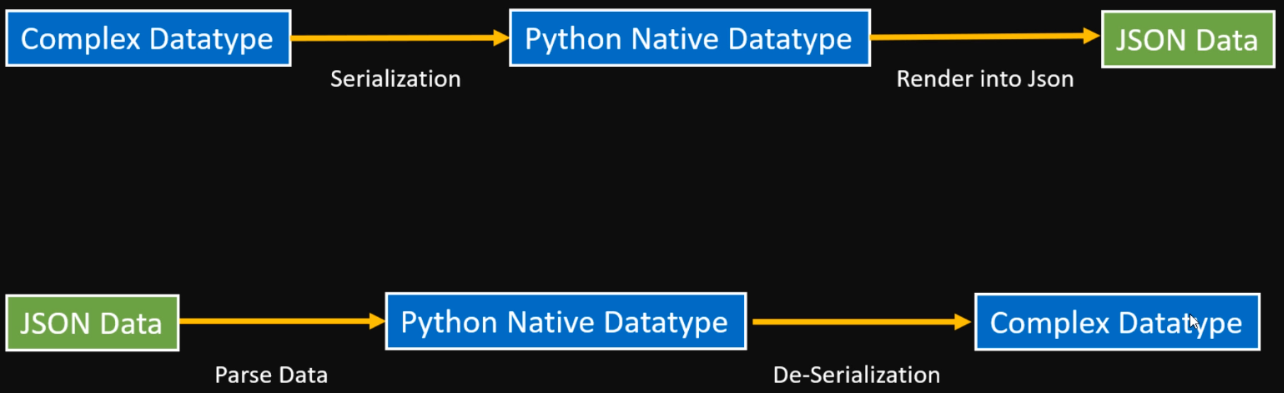 Complex Datatype
Python Native Datatype
JSON Data
Serialization
Render into Json
JSON Data
Python Native Datatype
Complex Datatype
Parse Data
De-Serialization